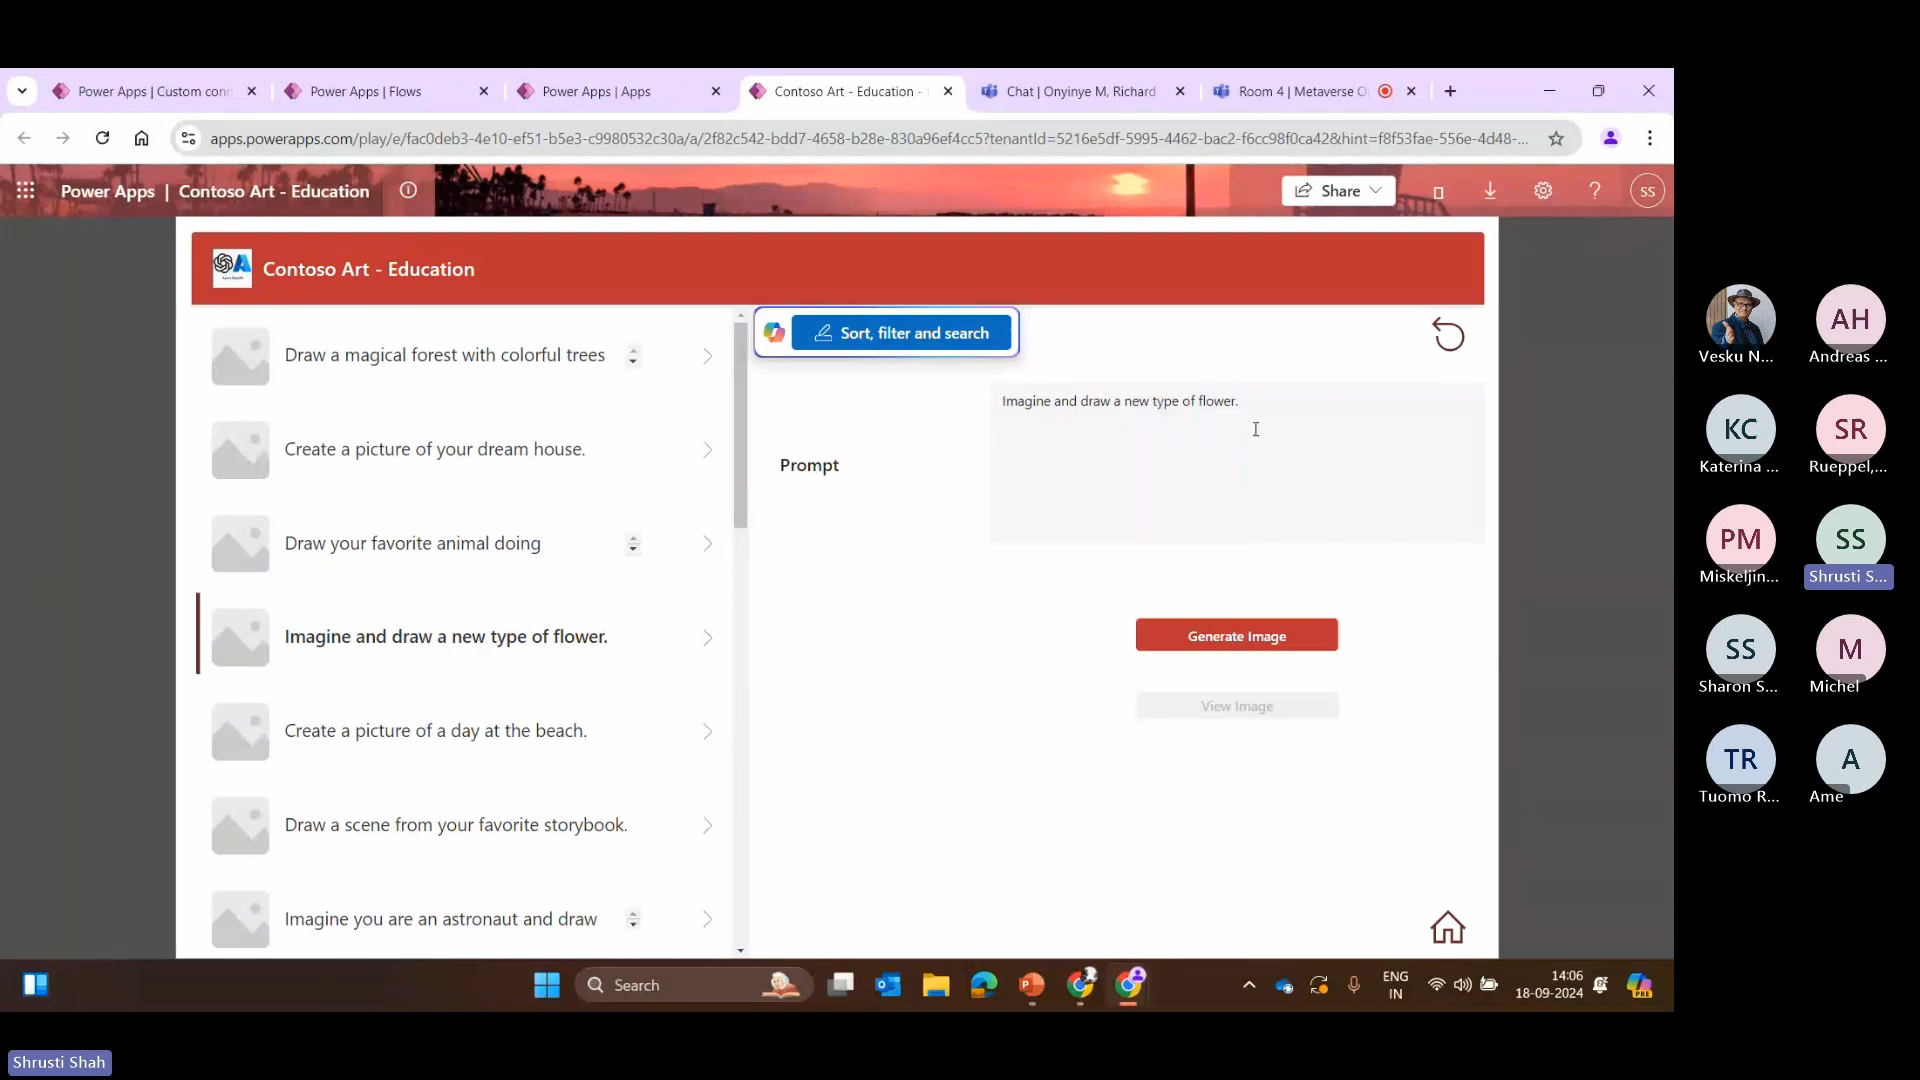 Power Apps | Custom conn
Power Apps | Flows
Power Apps | Apps
Contoso Art - Education -
Chat | Onyinye M, Richard
Room 4 | Metaverse O
apps.powerapps.com/play/e/fac0deb3-4e10-ef51-b5e3-c9980532c30a/a/2f82c542-bdd7-4658-b28e-830a96ef4cc5?tenantId=5216e5df-5995-4462-bac2-f6cc98f0ca42&hint=f8f53fae-556e-4d48-...
Power Apps | Contoso Art - Education
Share
SS
Contoso Art - Education
Draw a magical forest with colorful trees
Create a picture of your dream house.
Draw your favorite animal doing
Imagine and draw a new type of flower.
Create a picture of a day at the beach.
Draw a scene from your favorite storybook.
Imagine you are an astronaut and draw
Sort, filter and search
Imagine and draw a new type of flower.
Prompt
Generate Image
View Image
Vesku N...
AH
Andreas ...
KC
Katerina ...
SR
Rueppel,...
PM
Miskeljin...
SS
Shrusti S...
SS
Sharon S...
M
Michel
TR
Tuomo R...
A
Ame
Search
ENG
IN
14:06
18-09-2024
PRE
Shrusti Shah